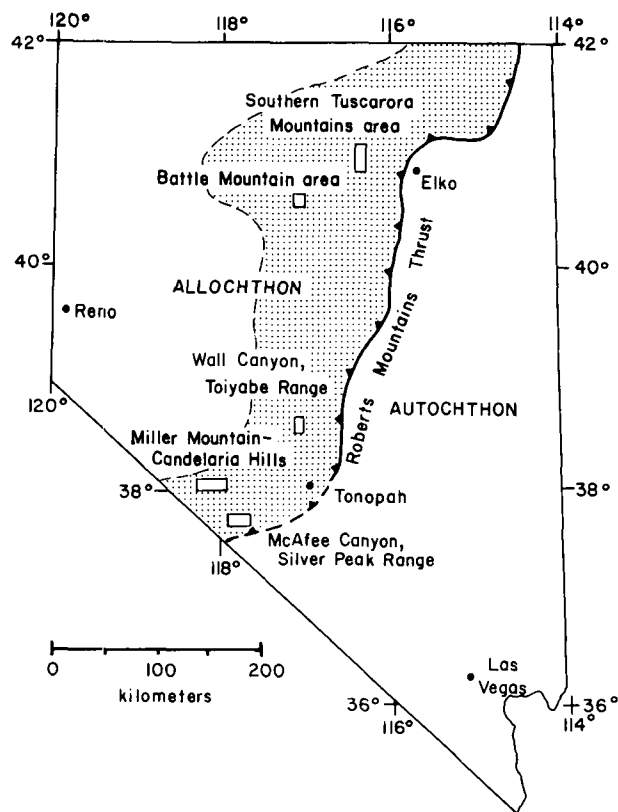 120°
118°
116°
114°
42°
42°
Southern Tuscarora
Mountains area
Battle Mountain area
Elko
40°
40°
ALLOCHTHON
Reno
Roberts Mountains Thrust
Wall Canyon,
Toiyabe Range
AUTOCHTHON
120°
Miller Mountain-
Candelaria Hills
38°
38°
Tonopah
McAfee Canyon,
Silver Peak Range
118°
0 100 200
kilometers
Las
Vegas
36°
36°
116°
114°